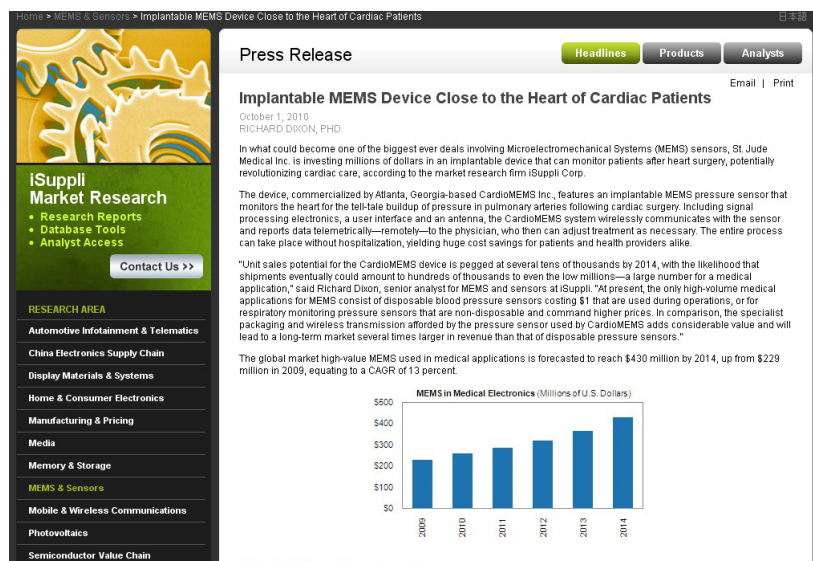 Home > MEMS & Sensors > Implantable MEMS Device Close to the Heart of Cardiac Patients
日本語
Press Release
Headlines
Products
Analysts
Email | Print
Implantable MEMS Device Close to the Heart of Cardiac Patients
October 1, 2010
RICHARD DIXON, PHD
In what could become one of the biggest ever deals involving Microelectromechanical Systems (MEMS) sensors, St. Jude
Medical Inc. is investing millions of dollars in an implantable device that can monitor patients after heart surgery, potentially
revolutionizing cardiac care, according to the market research firm iSuppli Corp.
The device, commercialized by Atlanta, Georgia-based CardioMEMS Inc., features an implantable MEMS pressure sensor that
monitors the heart for the tell-tale buildup of pressure in pulmonary arteries following cardiac surgery. Including signal
processing electronics, a user interface and an antenna, the CardioMEMS system wirelessly communicates with the sensor
and reports data telemetrically—remotely—to the physician, who then can adjust treatment as necessary. The entire process
can take place without hospitalization, yielding huge cost savings for patients and health providers alike.
"Unit sales potential for the CardioMEMS device is pegged at several tens of thousands by 2014, with the likelihood that
shipments eventually could amount to hundreds of thousands to even the low millions—a large number for a medical
application," said Richard Dixon, senior analyst for MEMS and sensors at iSuppli. "At present, the only high-volume medical
applications for MEMS consist of disposable blood pressure sensors costing $1 that are used during operations, or for
respiratory monitoring pressure sensors that are non-disposable and command higher prices. In comparison, the specialist
packaging and wireless transmission afforded by the pressure sensor used by CardioMEMS adds considerable value and will
lead to a long-term market several times larger in revenue than that of disposable pressure sensors."
The global market high-value MEMS used in medical applications is forecasted to reach $430 million by 2014, up from $229
million in 2009, equating to a CAGR of 13 percent.
MEMS in Medical Electronics (Millions of U.S. Dollars)
$600
$400
$300
$200
$100
$0
2009
2010
2011
2012
2013
2014
iSuppli
Market Research
• Research Reports
• Database Tools
• Analyst Access
Contact Us >>
RESEARCH AREA
Automotive Infotainment & Telematics
China Electronics Supply Chain
Display Materials & Systems
Home & Consumer Electronics
Manufacturing & Pricing
Media
Memory & Storage
MEMS & Sensors
Mobile & Wireless Communications
Photovoltaics
Semiconductor Value Chain